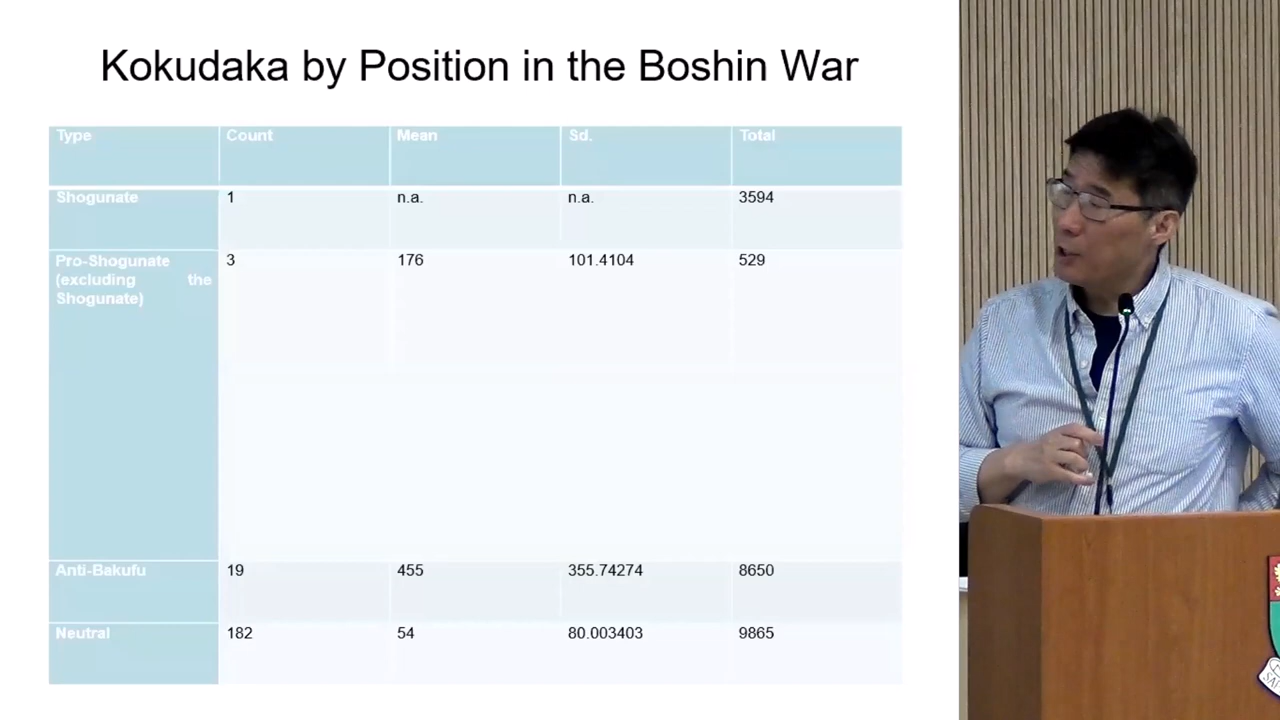 Kokudaka by Position in the Boshin War
Type Count Mean Sd. Total
Shogunate 1 n.a. n.a. 3594
Pro-Shogunate 3 176 101.4104 529
(excluding the
Shogunate)
Anti-Bakufu 19 455 355.74274 8650
Neutral 182 54 80.003403 9865